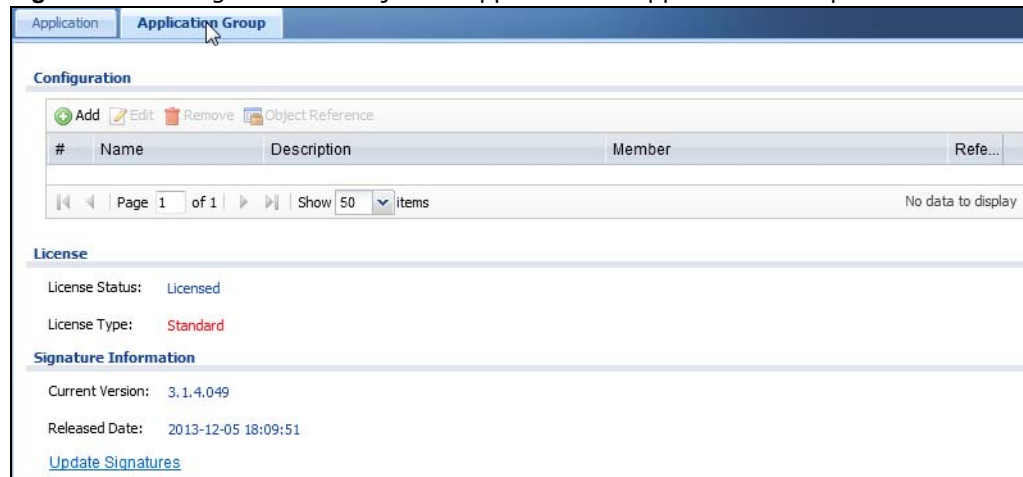 Application Application Group
Configuration
Add Edit Remove Object Reference
# Name Description Member Refe...
Page 1 of 1 Show 50 items No data to display
License
License Status: Licensed
License Type: Standard
Signature Information
Current Version: 3.1.4.049
Released Date: 2013-12-05 18:09:51
Update Signatures